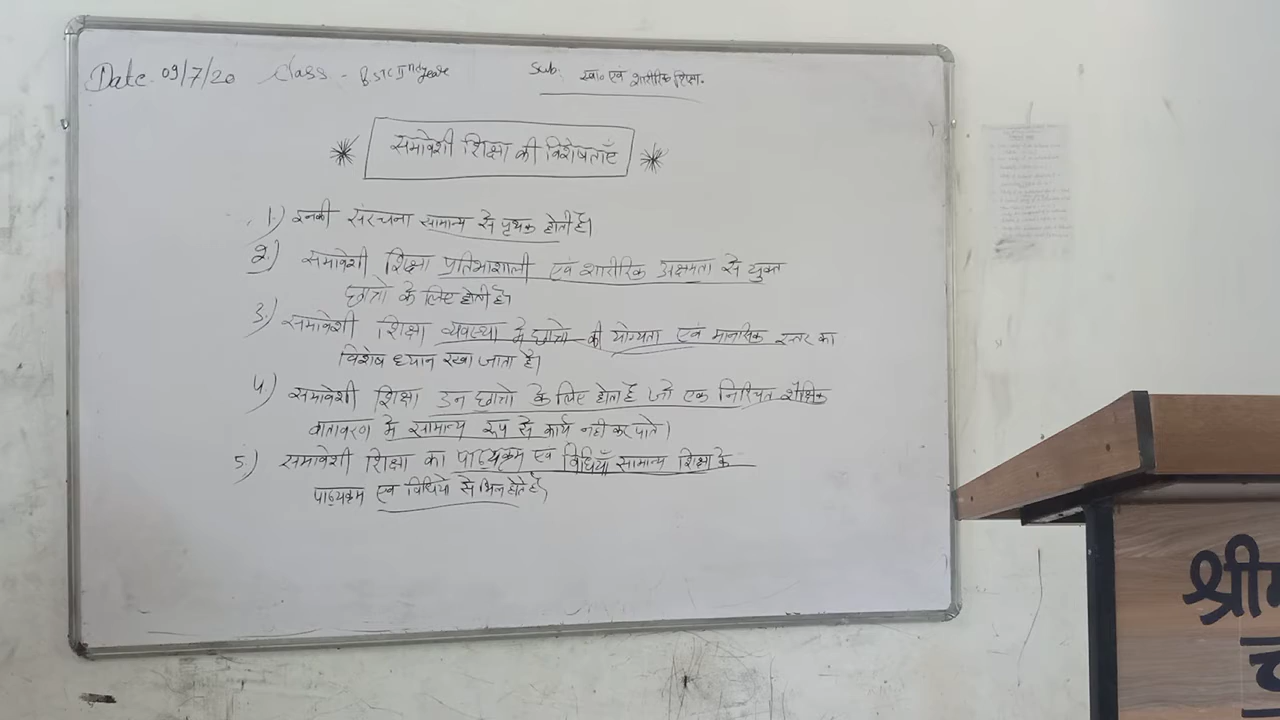 Date. 09/7/20 Class - BSTC IInd year Sub: स्वा० एवं शारीरिक शिक्षा.
समावेशी शिक्षा की विशेषताएँ
1.) इनकी संरचना सामान्य से पृथक होती है।
2.) समावेशी शिक्षा प्रतिभाशाली एवं शारीरिक अक्षमता से युक्त
छात्रो के लिए होती है।
3.) समावेशी शिक्षा व्यवस्था मे छात्रो की योग्यता एवं मानसिक स्तर का
विशेष ध्यान रखा जाता है।
4.) समावेशी शिक्षा उन छात्रो के लिए होता है जो एक निश्चित शैक्षिक
वातावरण मे सामान्य रूप से कार्य नही कर पाते।
5.) समावेशी शिक्षा का पाठ्यक्रम एवं विधियाँ सामान्य शिक्षा के
पाठ्यक्रम एवं विधियो से भिन्न होते है।